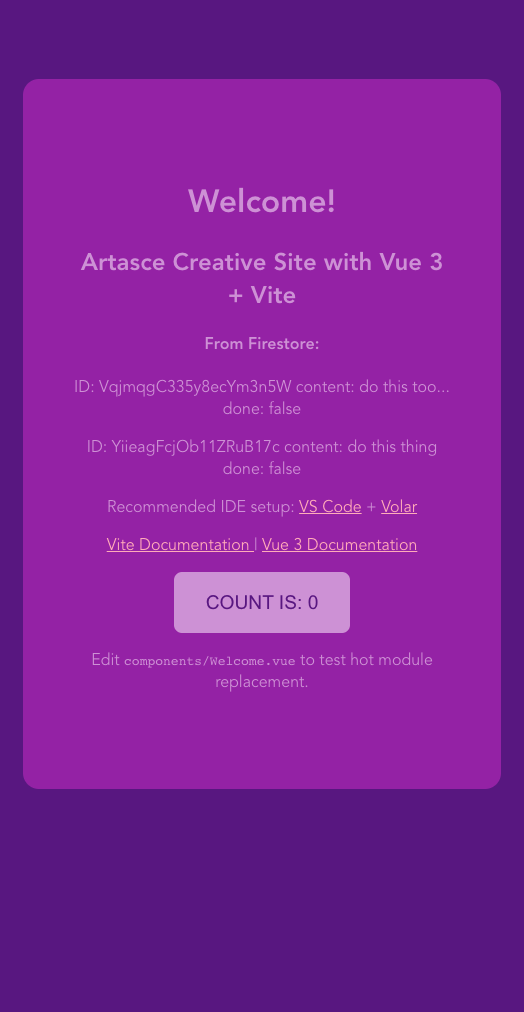 Welcome!
Artasce Creative Site with Vue 3
+ Vite
From Firestore:
ID: VqjmqgC335y8ecYm3n5W content: do this too...
done: false
ID: YiieagFcjOb11ZRuB17c content: do this thing
done: false
Recommended IDE setup: VS Code + Volar
Vite Documentation | Vue 3 Documentation
COUNT IS: 0
Edit components/Welcome.vue to test hot module
replacement.